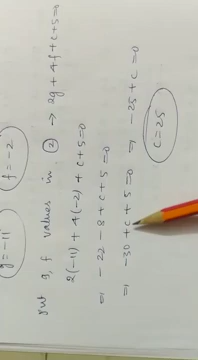 g = -11   f = -2
put g, f values in ② → 2g + 4f + c + 5 = 0
2(-11) + 4(-2) + c + 5 = 0
= -22 - 8 + c + 5 = 0
= -30 + c + 5 = 0 ⇒ -25 + c = 0
c = 25